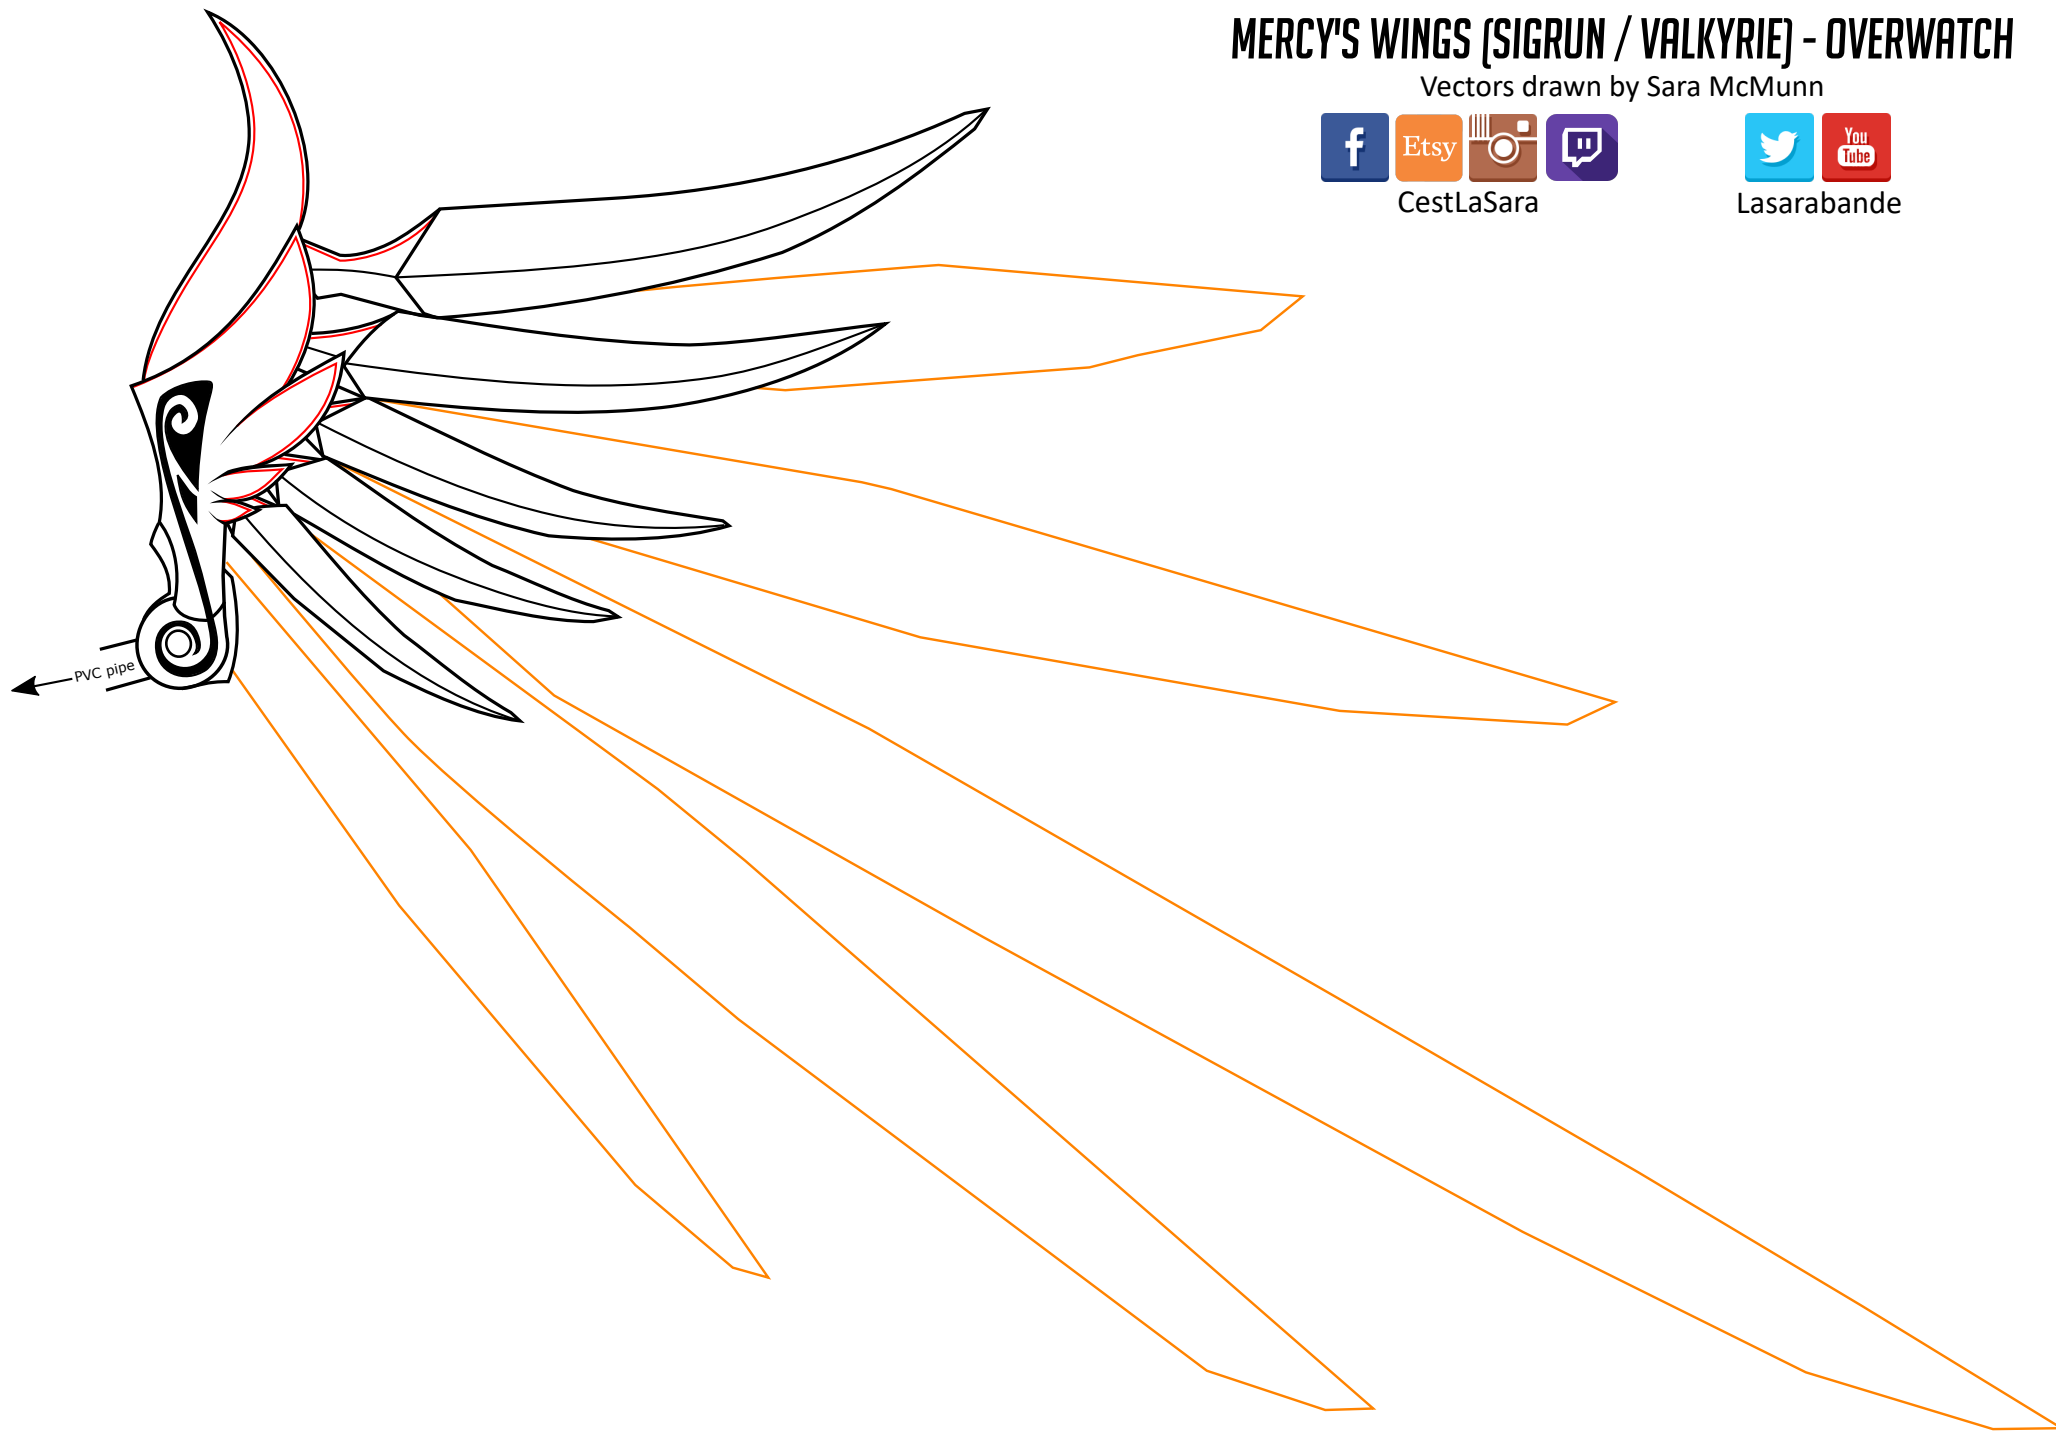 MERCY'S WINGS (SIGRUN / VALKYRIE) - OVERWATCH
Vectors drawn by Sara McMunn
f Etsy You Tube
CestLaSara Lasarabande
PVC pipe